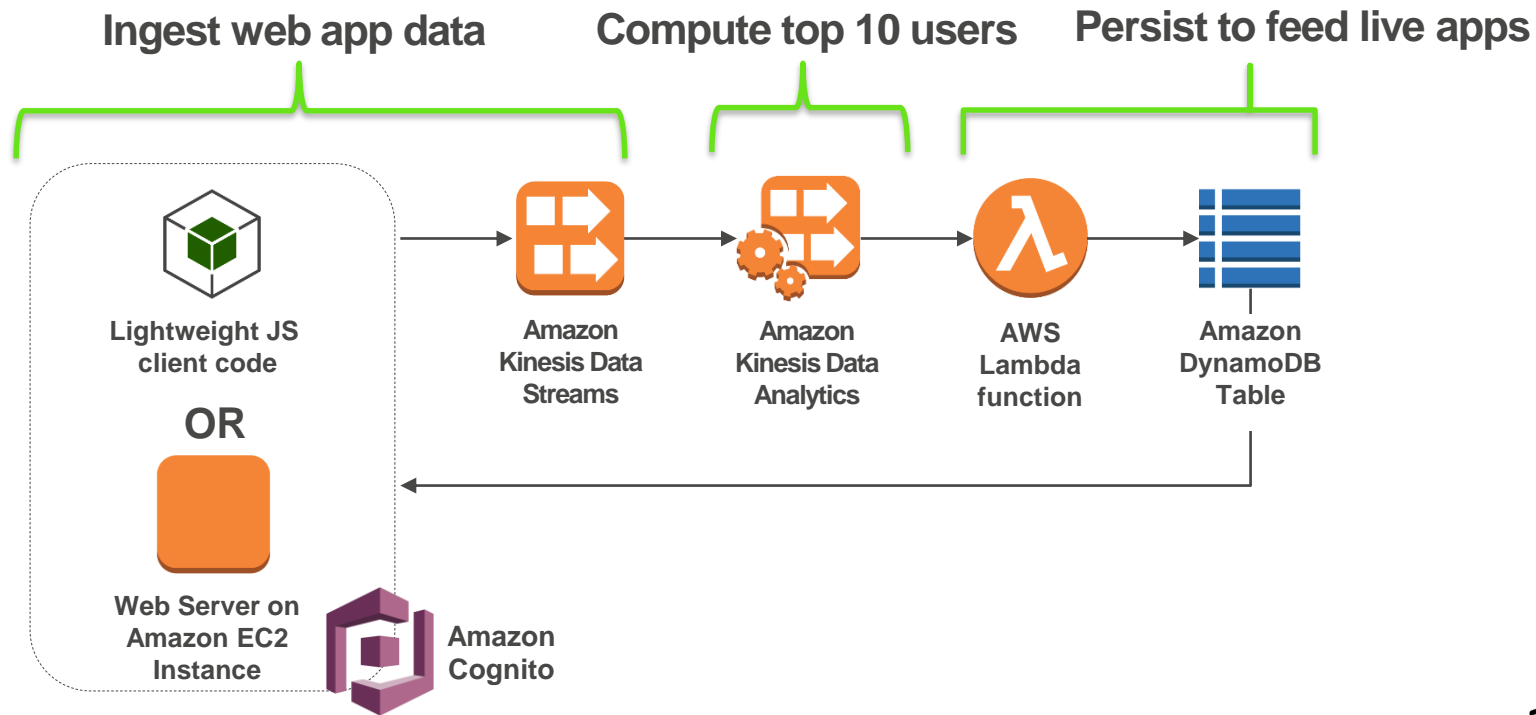 Ingest web app data
Compute top 10 users
Persist to feed live apps
Lightweight JS
client code
OR
Web Server on
Amazon EC2
Instance
Amazon
Cognito
Amazon
Kinesis Data
Streams
Amazon
Kinesis Data
Analytics
AWS
Lambda
function
Amazon
DynamoDB
Table